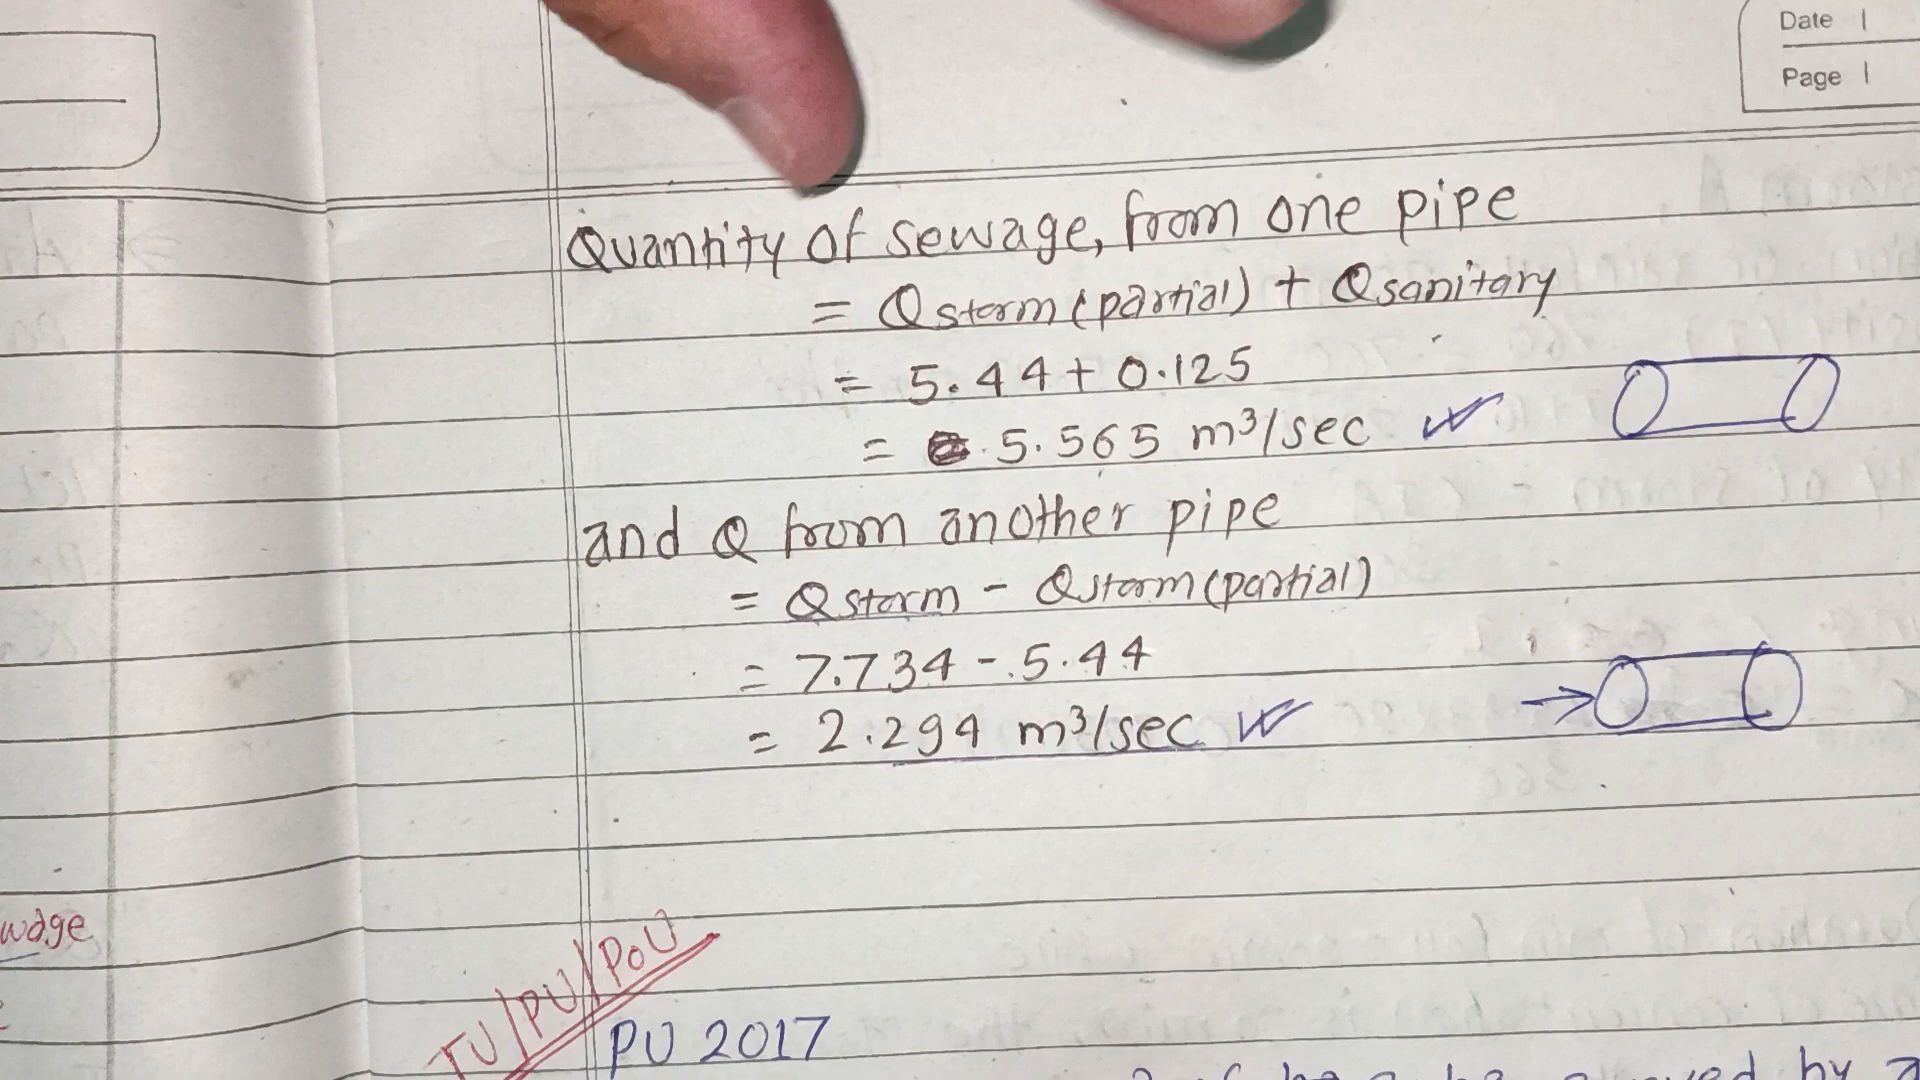 Date
Page
Quantity of sewage, from one pipe
= Qstorm (partial) + Qsanitary
= 5.44 + 0.125
= 5.565 m³/sec
and Q from another pipe
= Qstorm - Qstorm (partial)
= 7.734 - 5.44
= 2.294 m³/sec
wage
TU/PU/PoU
PU 2017